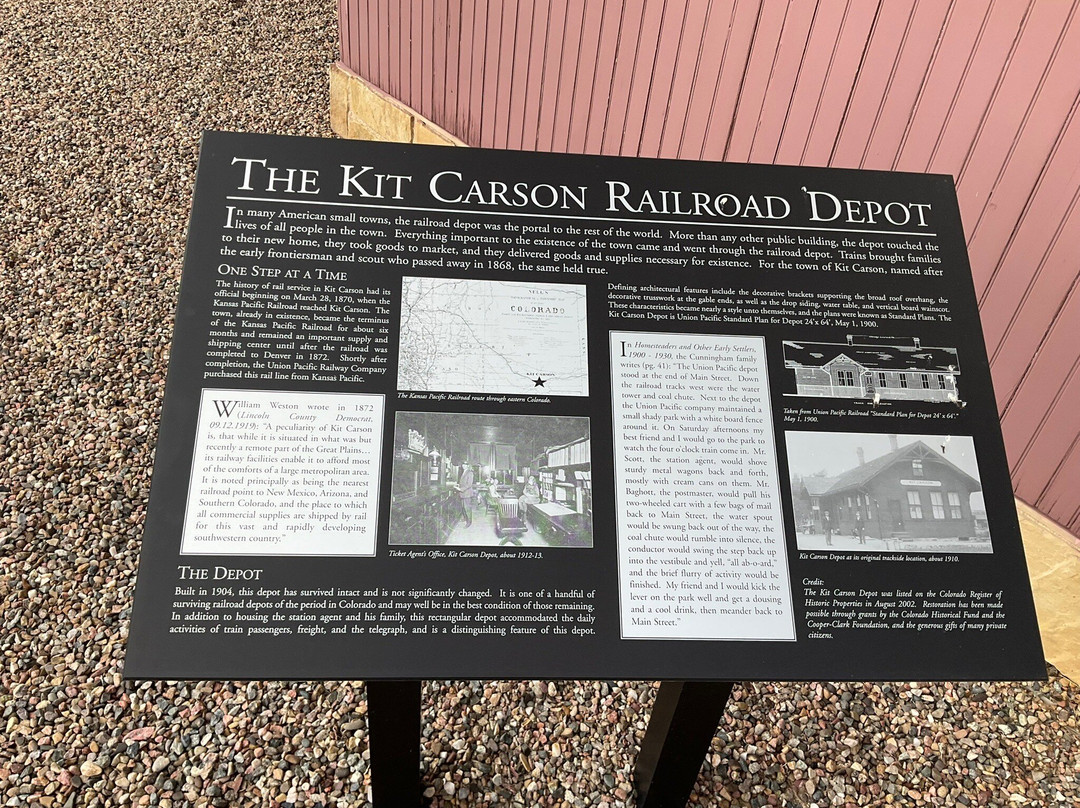 THE KIT CARSON RAILROAD DEPOT
In many American small towns, the railroad depot was the portal to the rest of the world. More than any other public building, the depot touched the
lives of all people in the town. Everything important to the existence of the town came and went through the railroad depot. Trains brought families
to their new home, they took goods to market, and they delivered goods and supplies necessary for existence. For the town of Kit Carson, named after
the early frontiersman and scout who passed away in 1868, the same held true.
ONE STEP AT A TIME
The history of rail service in Kit Carson had its
official beginning on March 28, 1870, when the
Kansas Pacific Railroad reached Kit Carson. The
town, already in existence, became the terminus
of the Kansas Pacific Railroad for about six
months and remained an important supply and
shipping center until after the railroad was
completed to Denver in 1872. Shortly after
completion, the Union Pacific Railway Company
purchased this rail line from Kansas Pacific.
William Weston wrote in 1872
(Lincoln County Democrat,
09.12.1919): "A peculiarity of Kit Carson
is, that while it is situated in what was but
recently a remote part of the Great Plains…
its railway facilities enable it to afford most
of the comforts of a large metropolitan area.
It is noted principally as being the nearest
railroad point to New Mexico, Arizona, and
Southern Colorado, and the place to which
all commercial supplies are shipped by rail
for this vast and rapidly developing
southwestern country."
COLORADO
KIT CARSON
The Kansas Pacific Railroad route through eastern Colorado.
Ticket Agent's Office, Kit Carson Depot, about 1912-13.
THE DEPOT
Built in 1904, this depot has survived intact and is not significantly changed. It is one of a handful of
surviving railroad depots of the period in Colorado and may well be in the best condition of those remaining.
In addition to housing the station agent and his family, this rectangular depot accommodated the daily
activities of train passengers, freight, and the telegraph, and is a distinguishing feature of this depot.
Defining architectural features include the decorative brackets supporting the broad roof overhang, the
decorative trusswork at the gable ends, as well as the drop siding, water table, and vertical board wainscot.
These characteristics became nearly a style unto themselves, and the plans were known as Standard Plans. The
Kit Carson Depot is Union Pacific Standard Plan for Depot 24'x 64', May 1, 1900.
In Homesteaders and Other Early Settlers,
1900 - 1930, the Cunningham family
writes (pg. 41): "The Union Pacific depot
stood at the end of Main Street. Down
the railroad tracks west were the water
tower and coal chute. Next to the depot
the Union Pacific company maintained a
small shady park with a white board fence
around it. On Saturday afternoons my
best friend and I would go to the park to
watch the four o'clock train come in. Mr.
Scott, the station agent, would shove
sturdy metal wagons back and forth,
mostly with cream cans on them. Mr.
Baghott, the postmaster, would pull his
two-wheeled cart with a few bags of mail
back to Main Street, the water spout
would be swung back out of the way, the
coal chute would tumble into silence, the
conductor would swing the step back up
into the vestibule and yell, "all ab-o-ard,"
and the brief flurry of activity would be
finished. My friend and I would kick the
lever on the park well and get a dousing
and a cool drink, then meander back to
Main Street."
Taken from Union Pacific Railroad "Standard Plan for Depot 24' x 64',"
May 1, 1900.
Kit Carson Depot as its original trackside location, about 1910.
Credit:
The Kit Carson Depot was listed on the Colorado Register of
Historic Properties in August 2002. Restoration has been made
possible through grants by the Colorado Historical Fund and the
Cooper-Clark Foundation, and the generous gifts of many private
citizens.